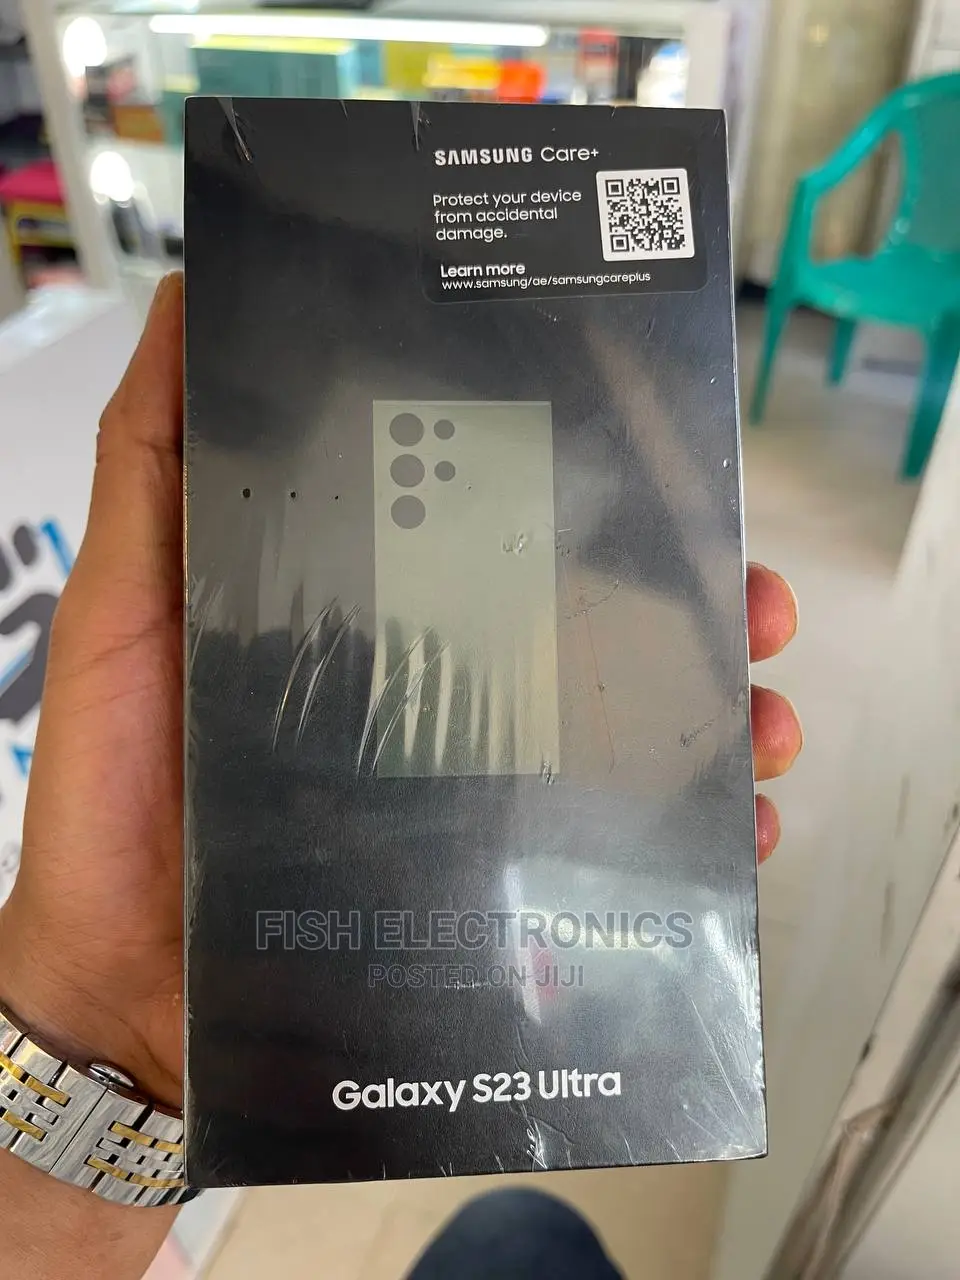 SAMSUNG Care+
Protect your device
from accidental
damage.
Learn more
www.samsung/ae/samsungcareplus
FISH ELECTRONICS
POSTED ON JIJI
Galaxy S23 Ultra